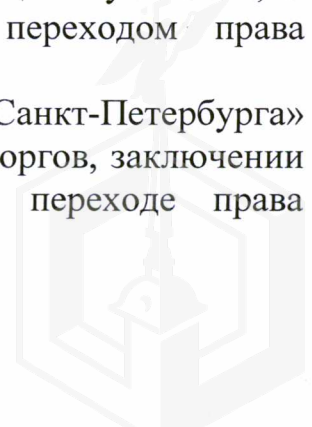 переходом права
Санкт-Петербурга»
оргов, заключении
переходе права